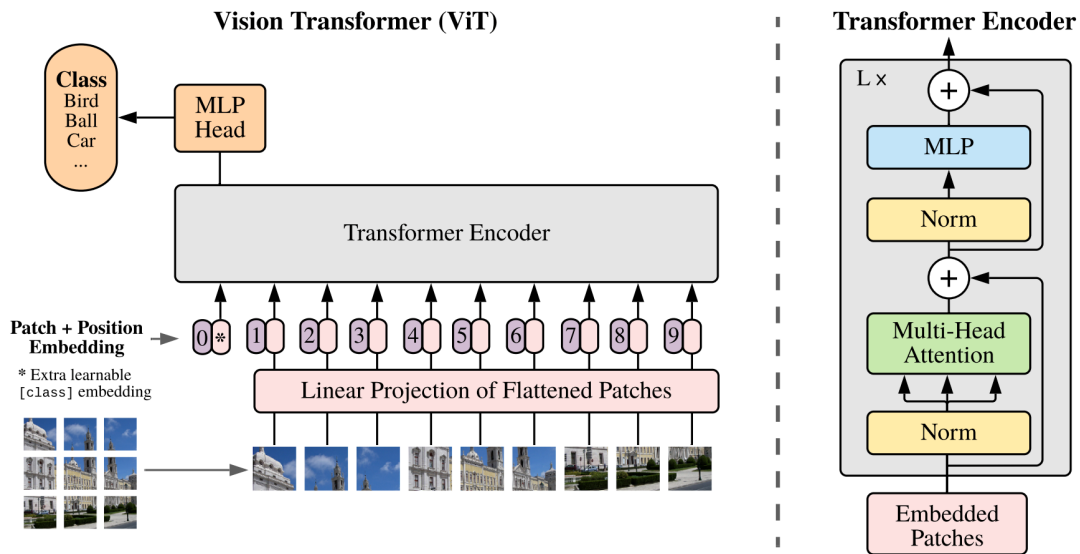 Vision Transformer (ViT)
Class
Bird
Ball
Car
...
MLP
Head
Transformer Encoder
0 * 1 2 3 4 5 6 7 8 9
Patch + Position
Embedding
* Extra learnable
[class] embedding
Linear Projection of Flattened Patches
Transformer Encoder
L ×
+
MLP
Norm
+
Multi-Head
Attention
Norm
Embedded
Patches